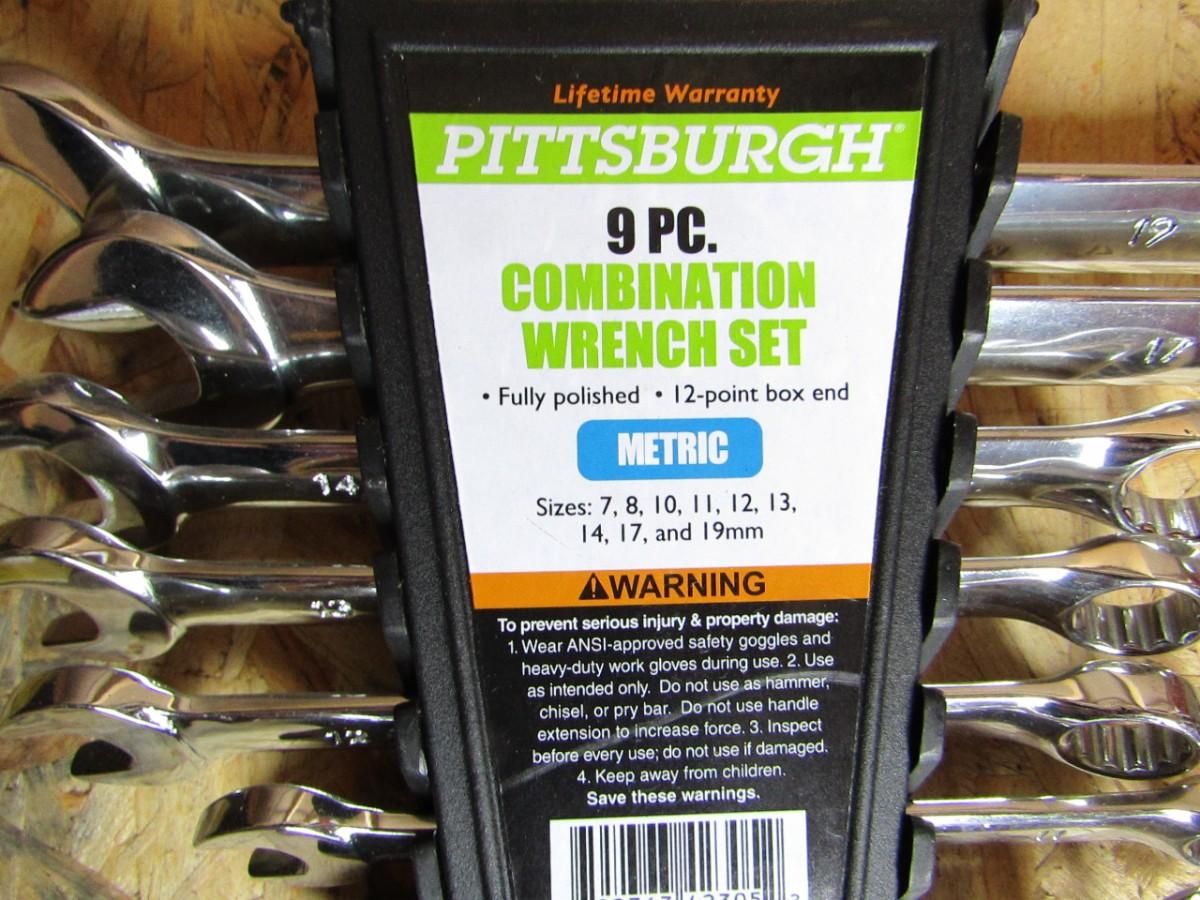 Lifetime Warranty
PITTSBURGH®
9 PC.
COMBINATION
WRENCH SET
• Fully polished • 12-point box end
METRIC
Sizes: 7, 8, 10, 11, 12, 13,
14, 17, and 19mm
⚠WARNING
To prevent serious injury & property damage:
1. Wear ANSI-approved safety goggles and
heavy-duty work gloves during use. 2. Use
as intended only. Do not use as hammer,
chisel, or pry bar. Do not use handle
extension to increase force. 3. Inspect
before every use; do not use if damaged.
4. Keep away from children.
Save these warnings.
19
17
14
13
12